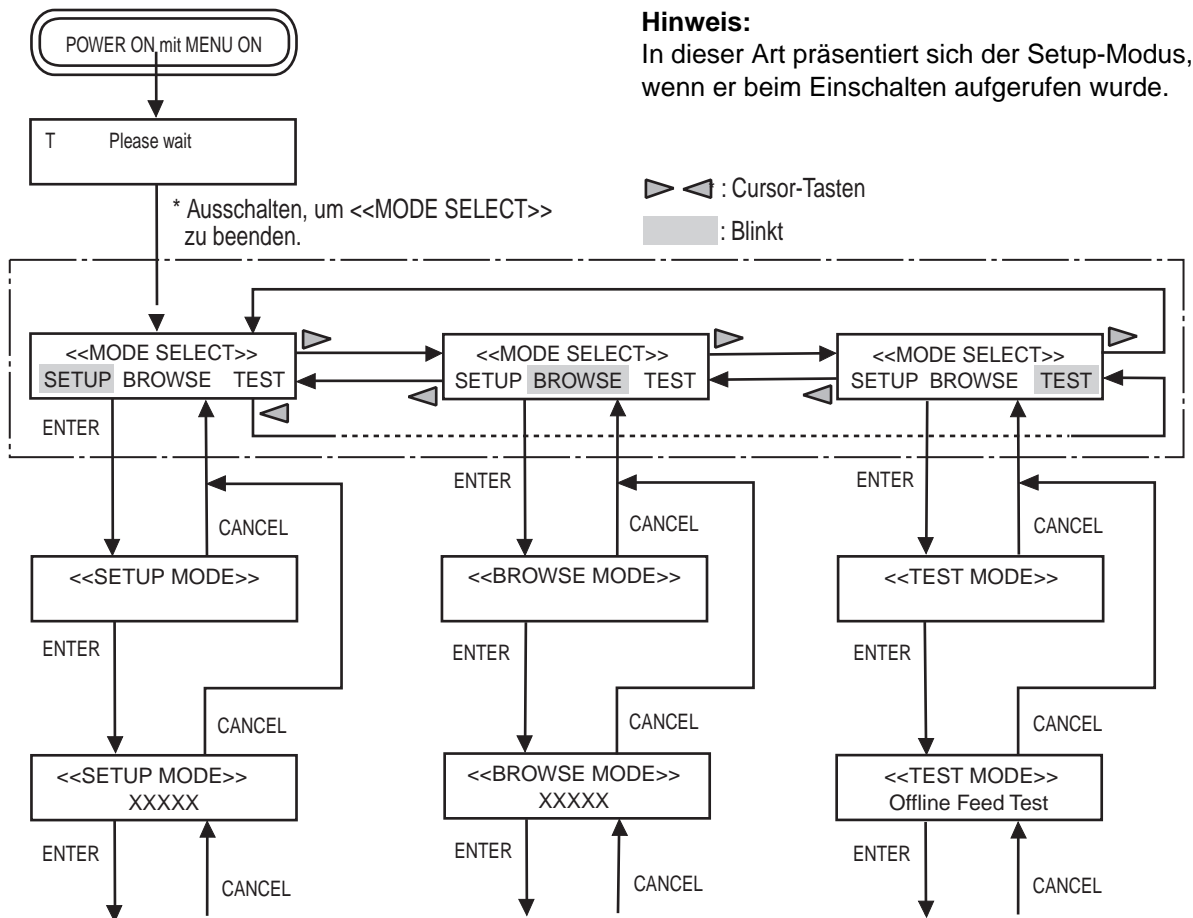 POWER ON mit MENU ON
Hinweis:
In dieser Art präsentiert sich der Setup-Modus,
wenn er beim Einschalten aufgerufen wurde.
T Please wait
: Cursor-Tasten
* Ausschalten, um <<MODE SELECT>>
zu beenden.
: Blinkt
<<MODE SELECT>>
SETUP BROWSE TEST
<<MODE SELECT>>
SETUP BROWSE TEST
<<MODE SELECT>>
SETUP BROWSE TEST
ENTER
ENTER
ENTER
CANCEL
CANCEL
CANCEL
<<SETUP MODE>>
<<BROWSE MODE>>
<<TEST MODE>>
ENTER
ENTER
ENTER
CANCEL
CANCEL
CANCEL
<<SETUP MODE>>
XXXXX
<<BROWSE MODE>>
XXXXX
<<TEST MODE>>
Offline Feed Test
ENTER
ENTER
ENTER
CANCEL
CANCEL
CANCEL